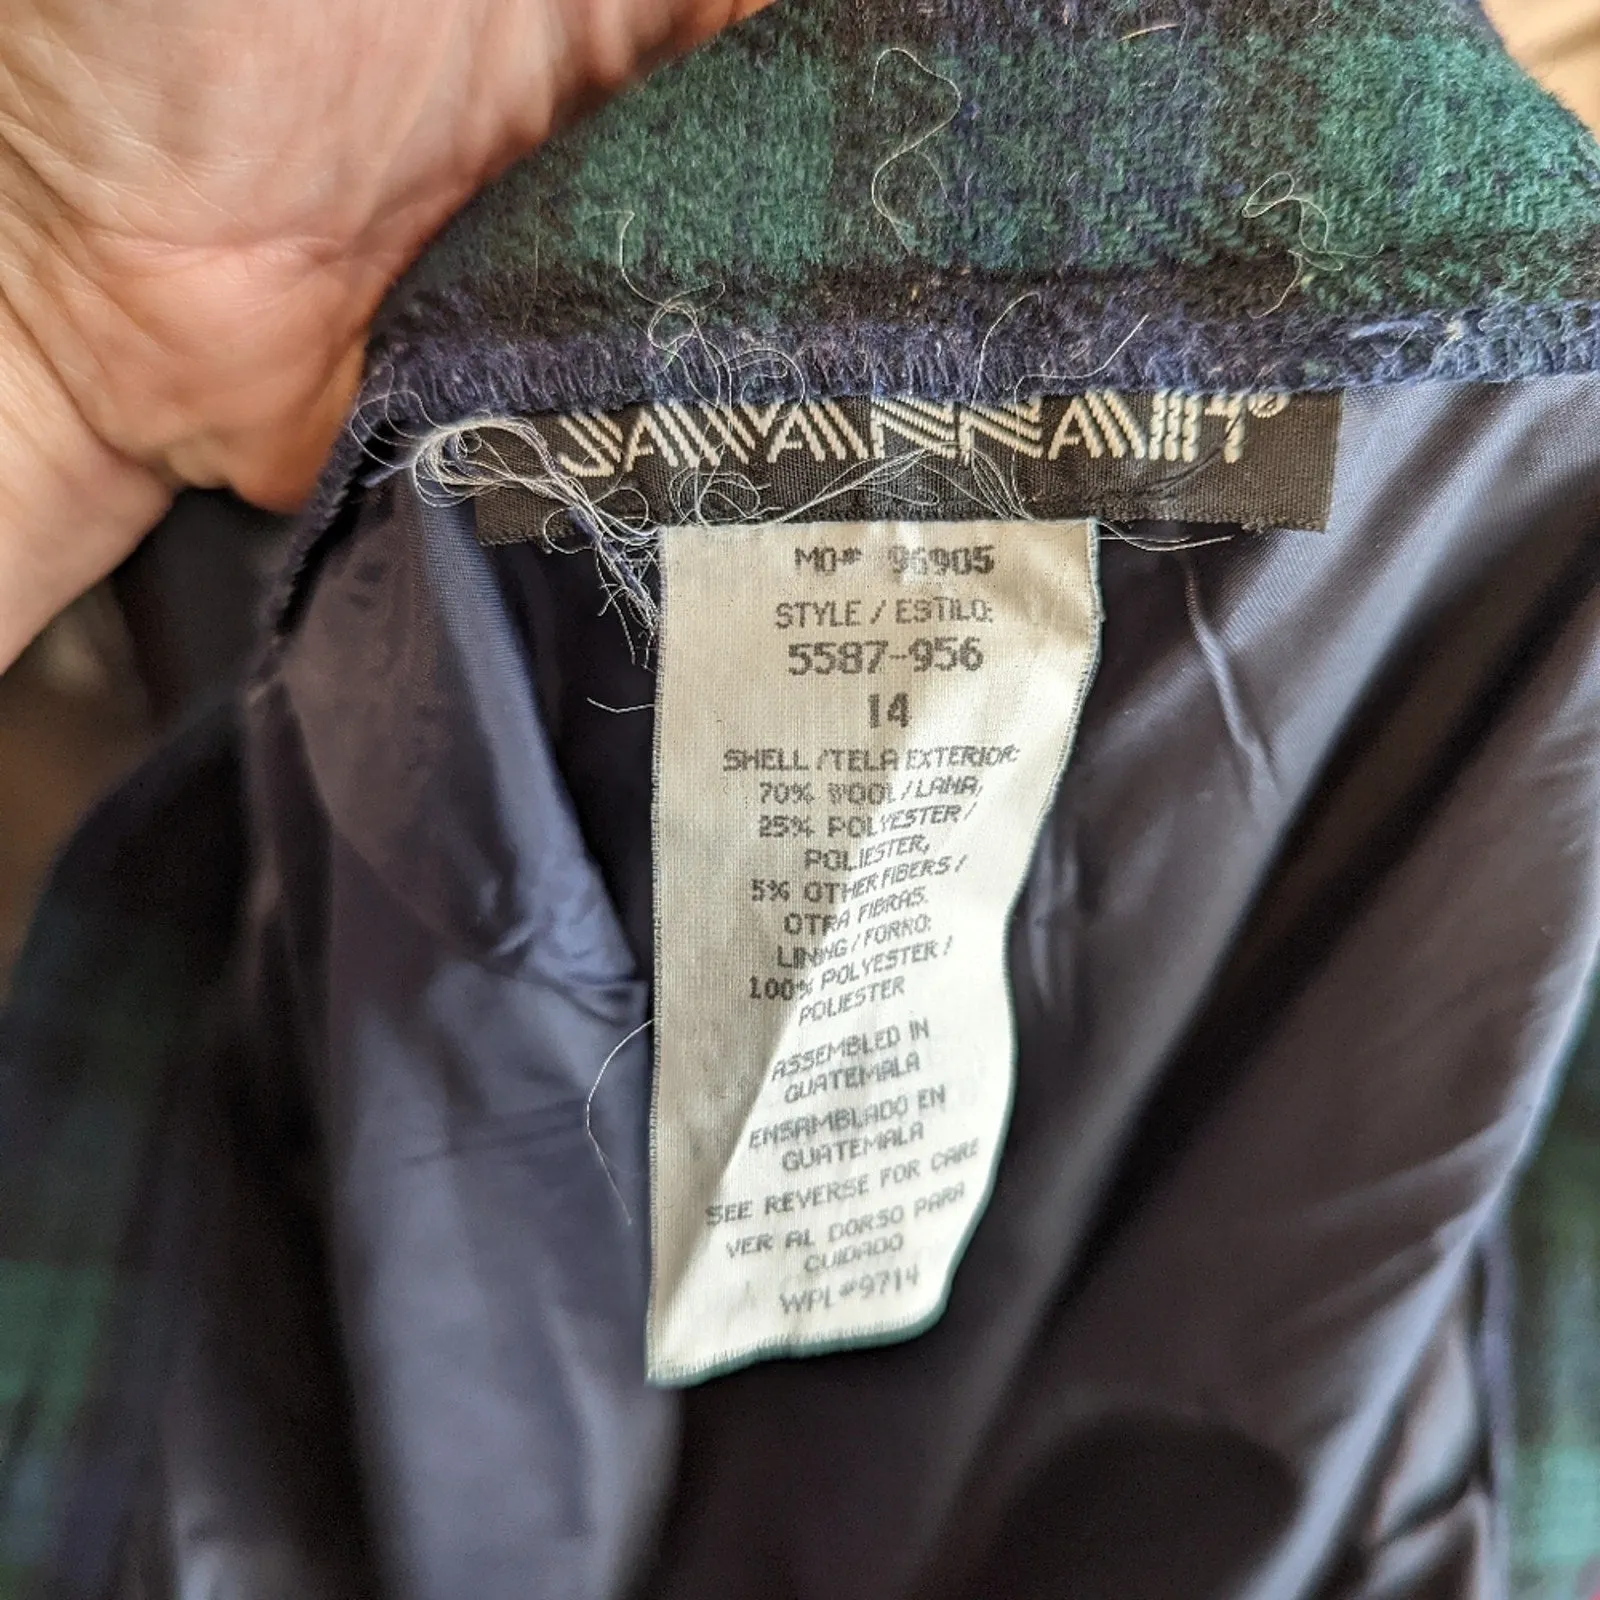 SAVANNAH®
MO# 96905
STYLE / ESTILO:
5587-956
14
SHELL/TELA EXTERIOR:
70% WOOL/LANA,
25% POLYESTER/
POLIESTER,
5% OTHER FIBERS/
OTRA FIBRAS.
LINING/FORRO:
100% POLYESTER/
POLIESTER
ASSEMBLED IN
GUATEMALA
ENSAMBLADO EN
GUATEMALA
SEE REVERSE FOR CARE
VER AL DORSO PARA
CUIDADO
WPL#9714